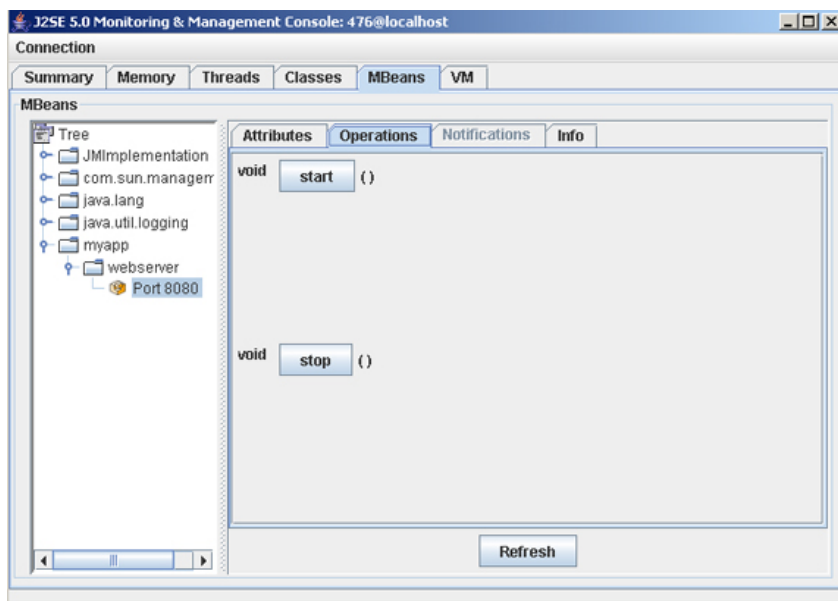 J2SE 5.0 Monitoring & Management Console: 476@localhost
Connection
Summary Memory Threads Classes MBeans VM
MBeans
Tree
JMImplementation
com.sun.managem
java.lang
java.util.logging
myapp
webserver
Port 8080
Attributes Operations Notifications Info
void start ()
void stop ()
Refresh